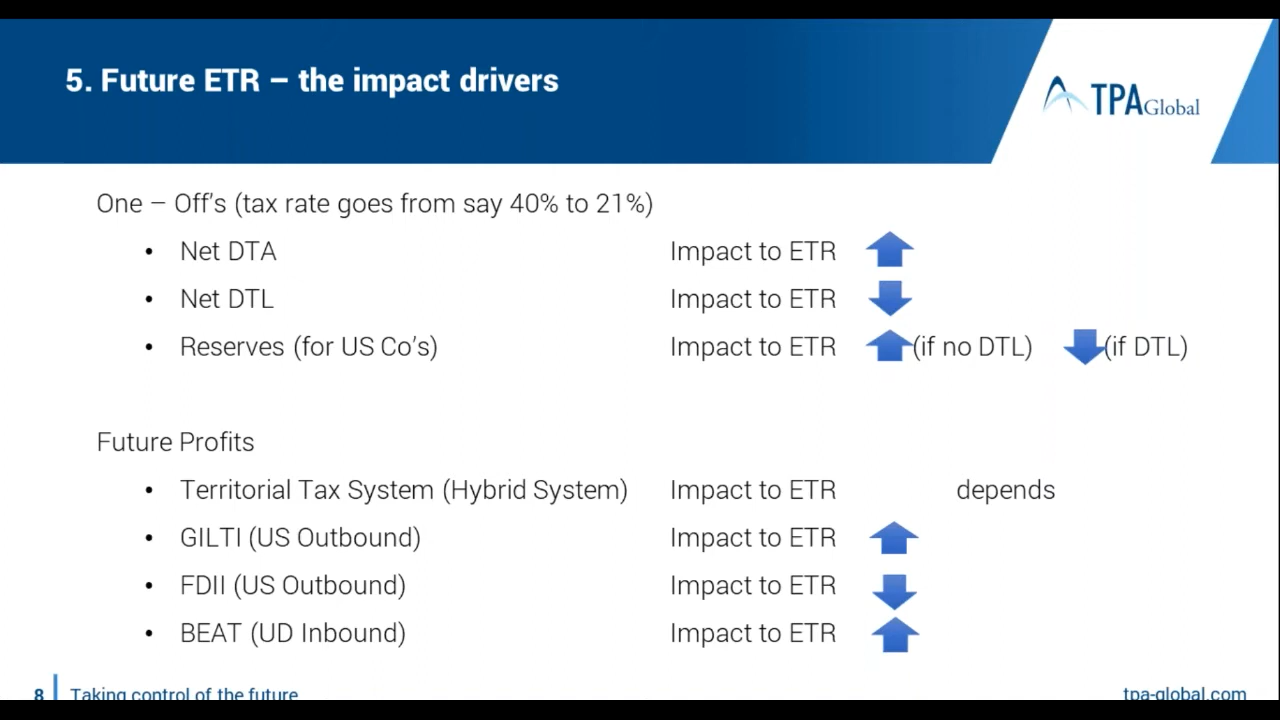 5. Future ETR – the impact drivers
TPAGlobal
One – Off's (tax rate goes from say 40% to 21%)
• Net DTA Impact to ETR
• Net DTL Impact to ETR
• Reserves (for US Co's) Impact to ETR (if no DTL) (if DTL)
Future Profits
• Territorial Tax System (Hybrid System) Impact to ETR depends
• GILTI (US Outbound) Impact to ETR
• FDII (US Outbound) Impact to ETR
• BEAT (UD Inbound) Impact to ETR
8 Taking control of the future tpa-global.com